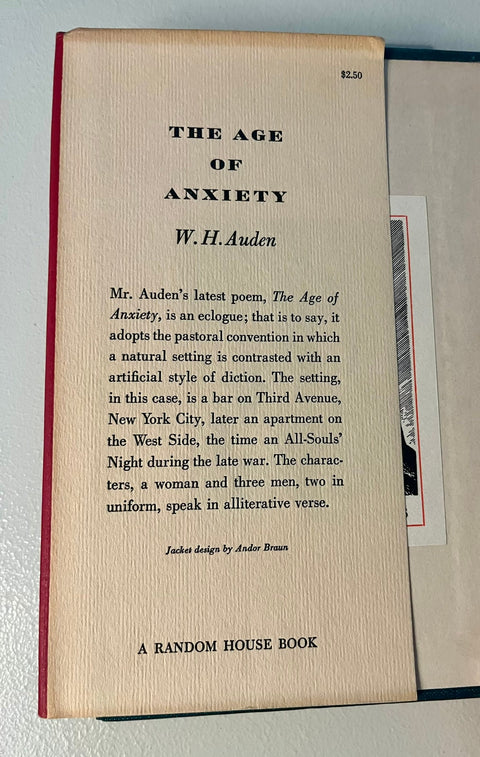 $2.50
THE AGE
OF
ANXIETY
W. H. Auden
Mr. Auden's latest poem, The Age of
Anxiety, is an eclogue; that is to say, it
adopts the pastoral convention in which
a natural setting is contrasted with an
artificial style of diction. The setting,
in this case, is a bar on Third Avenue,
New York City, later an apartment on
the West Side, the time an All-Souls'
Night during the late war. The charac-
ters, a woman and three men, two in
uniform, speak in alliterative verse.
Jacket design by Andor Braun
A RANDOM HOUSE BOOK